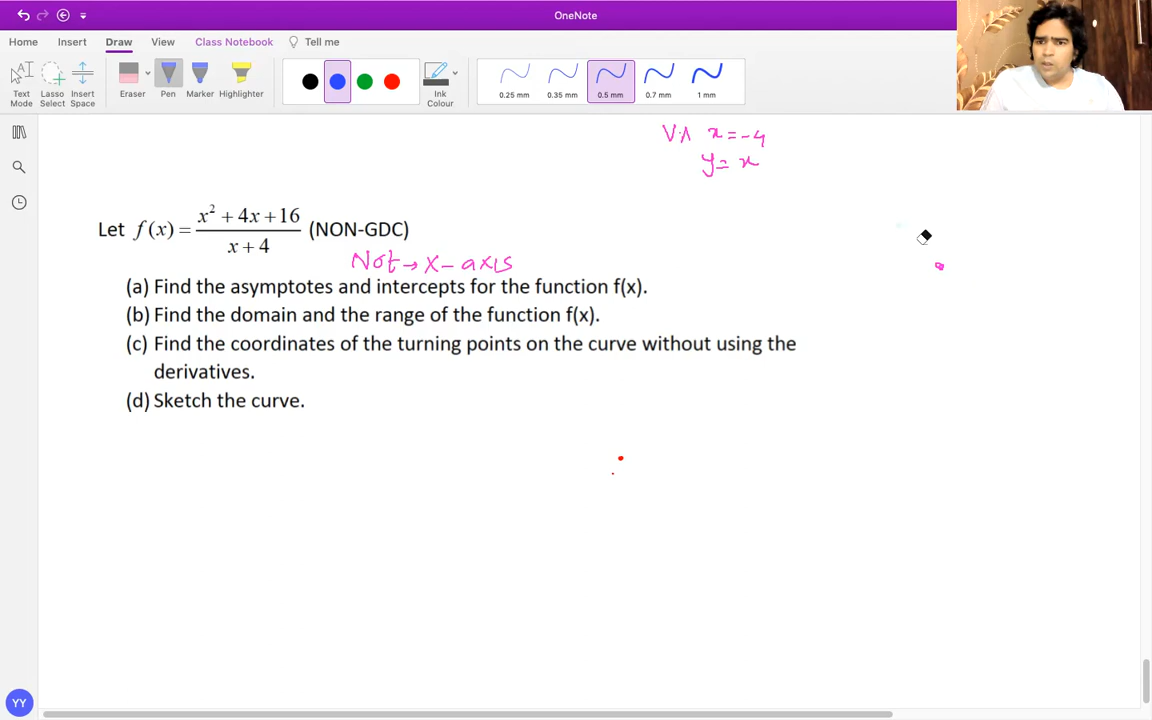 OneNote
Home Insert Draw View Class Notebook Tell me
Text Mode Lasso Select Insert Space Eraser Pen Marker Highlighter Ink Colour 0.25 mm 0.35 mm 0.5 mm 0.7 mm 1 mm
V.A x = -4
y = x
Let f(x) = (x² + 4x + 16)/(x + 4) (NON-GDC)
Not → x-axis
(a) Find the asymptotes and intercepts for the function f(x).
(b) Find the domain and the range of the function f(x).
(c) Find the coordinates of the turning points on the curve without using the
derivatives.
(d) Sketch the curve.
YY